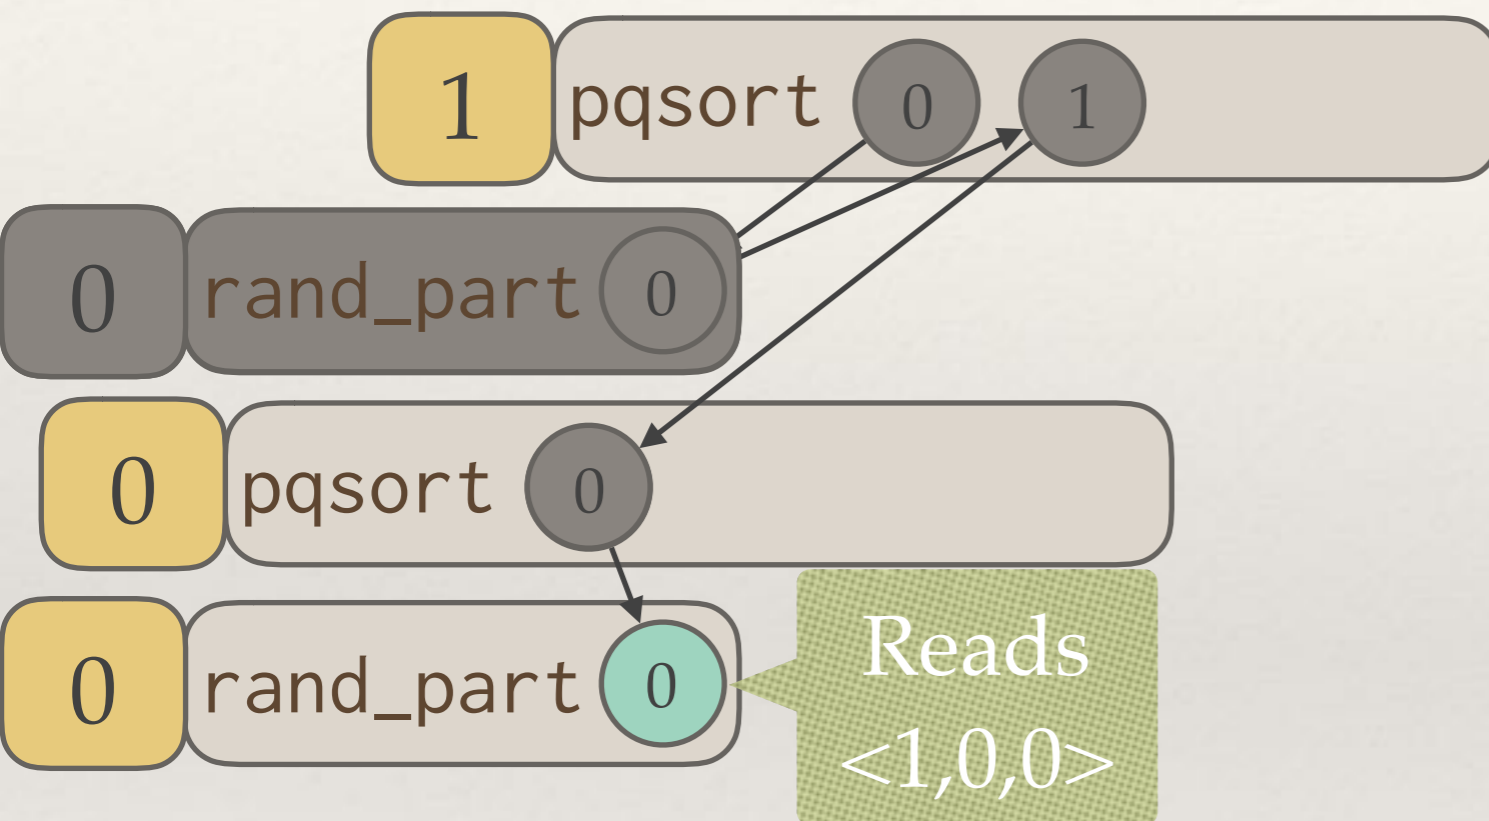 1 pqsort 0 1
0 rand_part 0
0 pqsort 0
0 rand_part 0
Reads
<1,0,0>